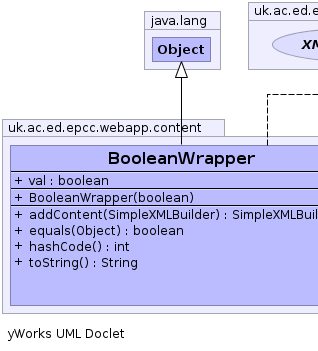 java.lang
uk.ac.ed.e
Object
XM
uk.ac.ed.epcc.webapp.content
BooleanWrapper
+ val : boolean
+ BooleanWrapper(boolean)
+ addContent(SimpleXMLBuilder) : SimpleXMLBuil
+ equals(Object) : boolean
+ hashCode() : int
+ toString() : String
yWorks UML Doclet